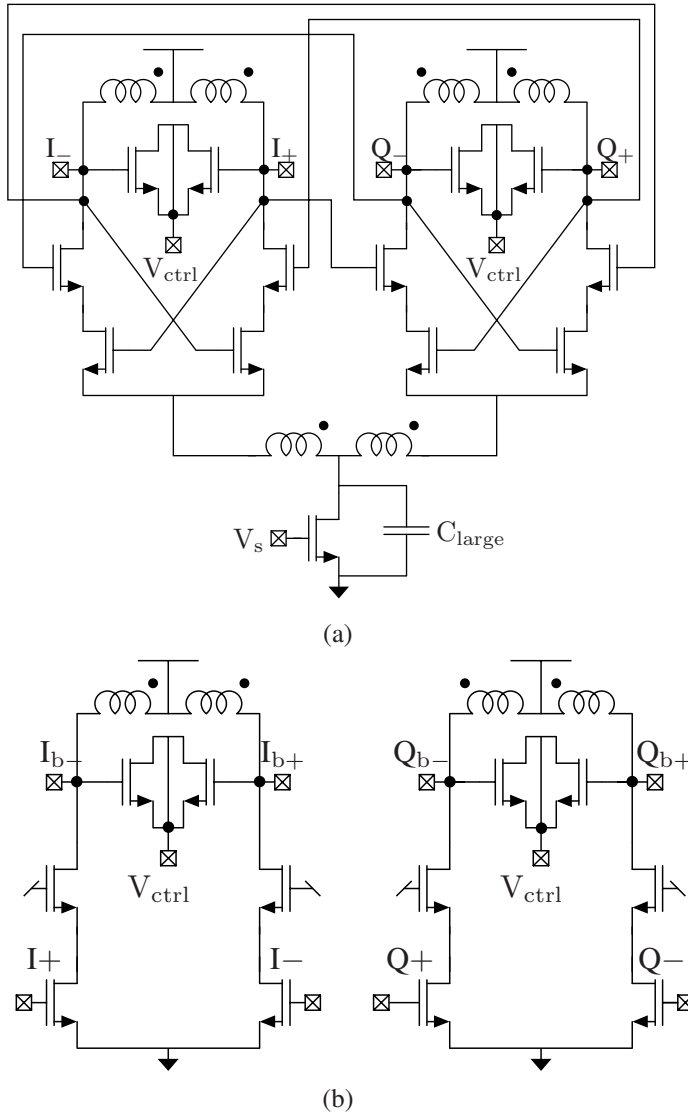 I− I+ Q− Q+
Vctrl Vctrl
Vs Clarge
(a)
Ib− Ib+ Qb− Qb+
Vctrl Vctrl
I+ I− Q+ Q−
(b)